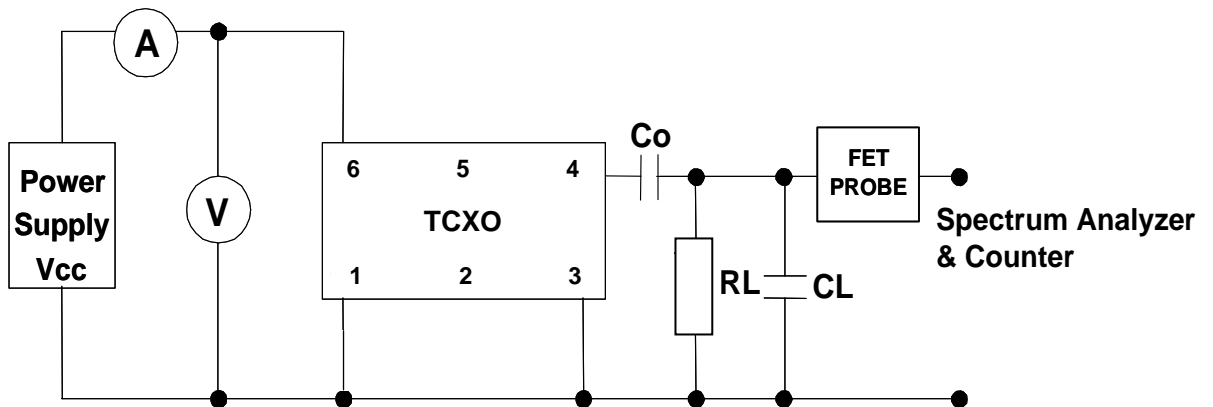 A
Power
Supply
Vcc
V
6 5 4
TCXO
1 2 3
Co
RL
CL
FET
PROBE
Spectrum Analyzer
& Counter